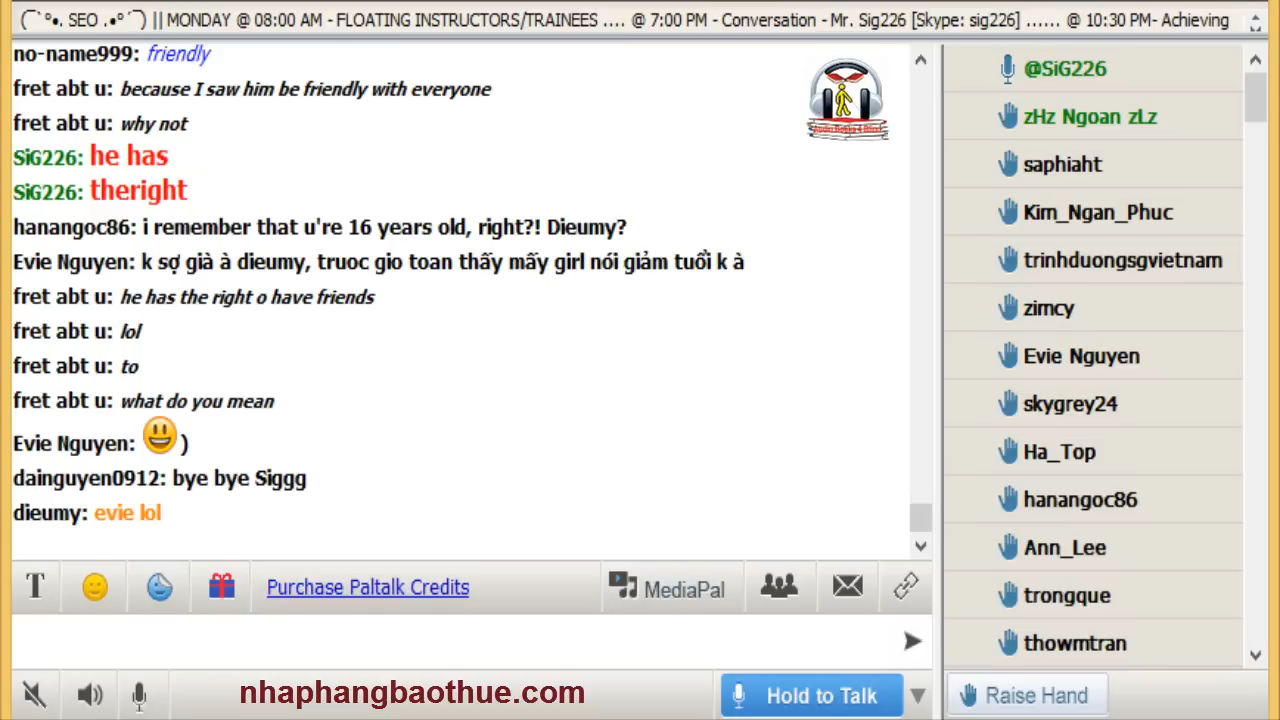 (¯`°•. SEO .•°´¯) || MONDAY @ 08:00 AM - FLOATING INSTRUCTORS/TRAINEES .... @ 7:00 PM - Conversation - Mr. Sig226 [Skype: sig226] ...... @ 10:30 PM- Achieving
no-name999: friendly
fret abt u: because I saw him be friendly with everyone
fret abt u: why not
SiG226: he has
SiG226: theright
hanangoc86: i remember that u're 16 years old, right?! Dieumy?
Evie Nguyen: k sợ già à dieumy, truoc gio toan thấy mấy girl nói giảm tuổi k à
fret abt u: he has the right o have friends
fret abt u: lol
fret abt u: to
fret abt u: what do you mean
Evie Nguyen: 😃 )
dainguyen0912: bye bye Siggg
dieumy: evie lol
T
Purchase Paltalk Credits
MediaPal
nhaphangbaothue.com
Hold to Talk
@SiG226
zHz Ngoan zLz
saphiaht
Kim_Ngan_Phuc
trinhduongsgvietnam
zimcy
Evie Nguyen
skygrey24
Ha_Top
hanangoc86
Ann_Lee
trongque
thowmtran
Raise Hand